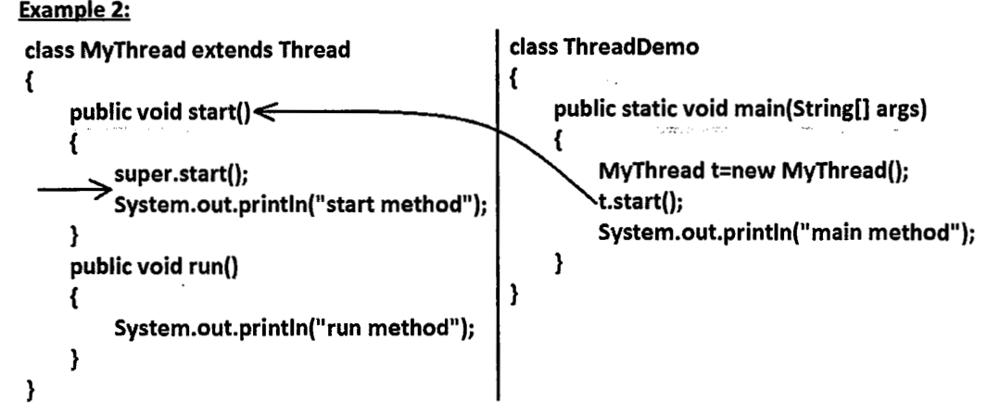 Example 2:
class MyThread extends Thread
{
public void start()
{
super.start();
System.out.println("start method");
}
public void run()
{
System.out.println("run method");
}
}
class ThreadDemo
{
public static void main(String[] args)
{
MyThread t=new MyThread();
t.start();
System.out.println("main method");
}
}